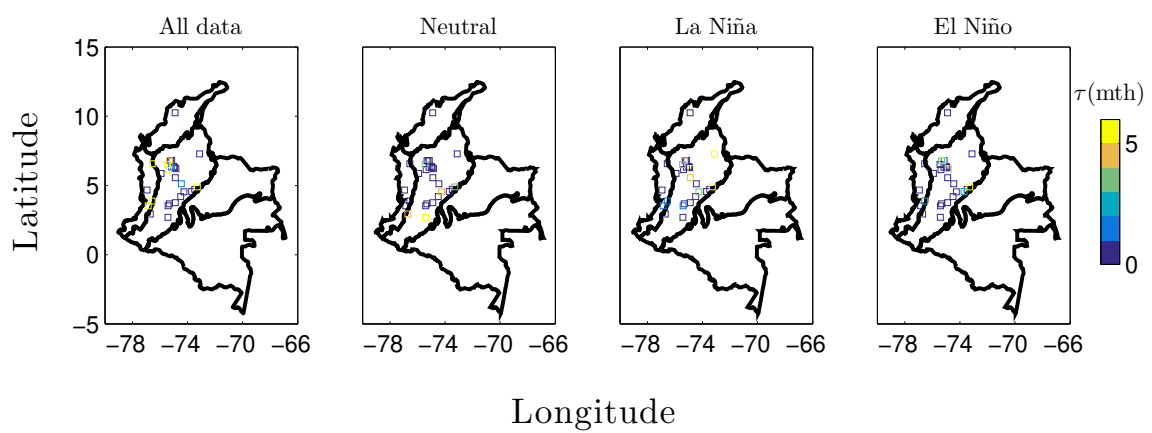 All data
Neutral
La Niña
El Niño
Latitude
15
10
5
0
−5
−78 −74 −70 −66
−78 −74 −70 −66
−78 −74 −70 −66
−78 −74 −70 −66
τ(mth)
5
0
Longitude